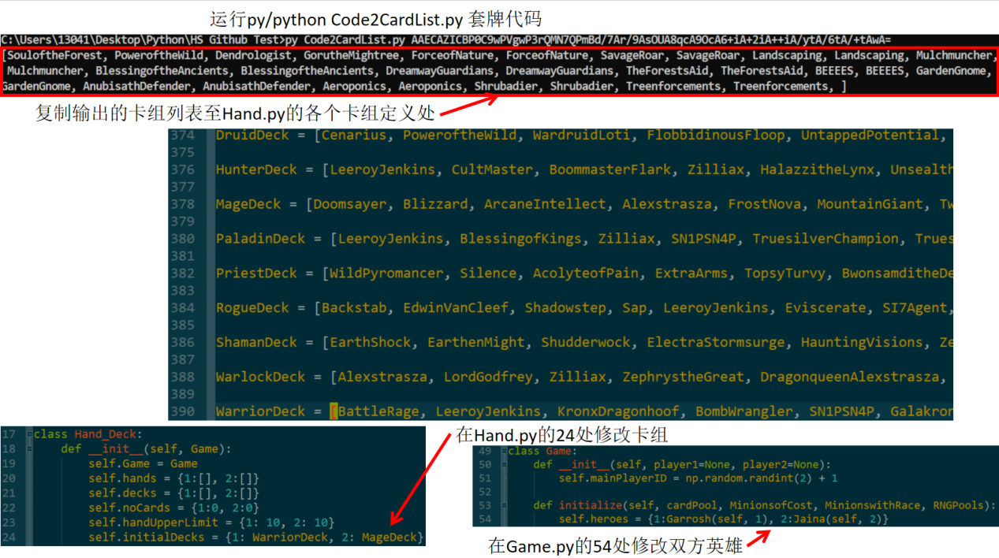 运行py/python Code2CardList.py 套牌代码
C:\Users\13041\Desktop\Python\HS Github Test>py Code2CardList.py AAECAZICBP0C9wPVgwP3rQMN7QPmBd/7Ar/9AsOUA8qcA9OcA6+iA+2iA++iA/ytA/6tA/+tAwA=
[SouloftheForest, PoweroftheWild, Dendrologist, GorutheMightree, ForceofNature, ForceofNature, SavageRoar, SavageRoar, Landscaping, Landscaping, Mulchmuncher,
Mulchmuncher, BlessingoftheAncients, BlessingoftheAncients, DreamwayGuardians, DreamwayGuardians, TheForestsAid, TheForestsAid, BEEEES, BEEEES, GardenGnome,
GardenGnome, AnubisathDefender, AnubisathDefender, Aeroponics, Aeroponics, Shrubadier, Shrubadier, Treenforcements, Treenforcements, ]
复制输出的卡组列表至Hand.py的各个卡组定义处
374 DruidDeck = [Cenarius, PoweroftheWild, WardruidLoti, FlobbidinousFloop, UntappedPotential,
375
376 HunterDeck = [LeeroyJenkins, CultMaster, BoommasterFlark, Zilliax, HalazzitheLynx, Unsealth
377
378 MageDeck = [Doomsayer, Blizzard, ArcaneIntellect, Alexstrasza, FrostNova, MountainGiant, Tw
379
380 PaladinDeck = [LeeroyJenkins, BlessingofKings, Zilliax, SN1PSN4P, TruesilverChampion, Trues
381
382 PriestDeck = [WildPyromancer, Silence, AcolyteofPain, ExtraArms, TopsyTurvy, BwonsamditheDe
383
384 RogueDeck = [Backstab, EdwinVanCleef, Shadowstep, Sap, LeeroyJenkins, Eviscerate, SI7Agent,
385
386 ShamanDeck = [EarthShock, EarthenMight, Shudderwock, ElectraStormsurge, HauntingVisions, Ze
387
388 WarlockDeck = [Alexstrasza, LordGodfrey, Zilliax, ZephrystheGreat, DragonqueenAlexstrasza,
389
390 WarriorDeck = [BattleRage, LeeroyJenkins, KronxDragonhoof, BombWrangler, SN1PSN4P, Galakron
17 class Hand_Deck:
18 def __init__(self, Game):
19 self.Game = Game
20 self.hands = {1:[], 2:[]}
21 self.decks = {1:[], 2:[]}
22 self.noCards = {1:0, 2:0}
23 self.handUpperLimit = {1: 10, 2: 10}
24 self.initialDecks = {1: WarriorDeck, 2: MageDeck}
在Hand.py的24处修改卡组
49 class Game:
50 def __init__(self, player1=None, player2=None):
51 self.mainPlayerID = np.random.randint(2) + 1
52
53 def initialize(self, cardPool, MinionsofCost, MinionswithRace, RNGPools):
54 self.heroes = {1:Garrosh(self, 1), 2:Jaina(self, 2)}
在Game.py的54处修改双方英雄